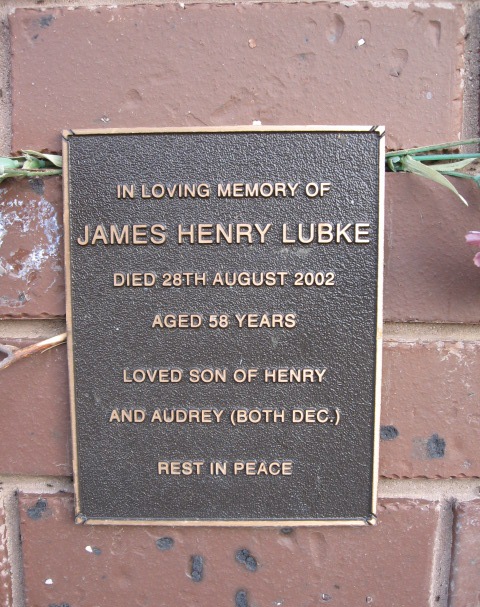 IN LOVING MEMORY OF
JAMES HENRY LUBKE
DIED 28TH AUGUST 2002
AGED 58 YEARS
LOVED SON OF HENRY
AND AUDREY (BOTH DEC.)
REST IN PEACE